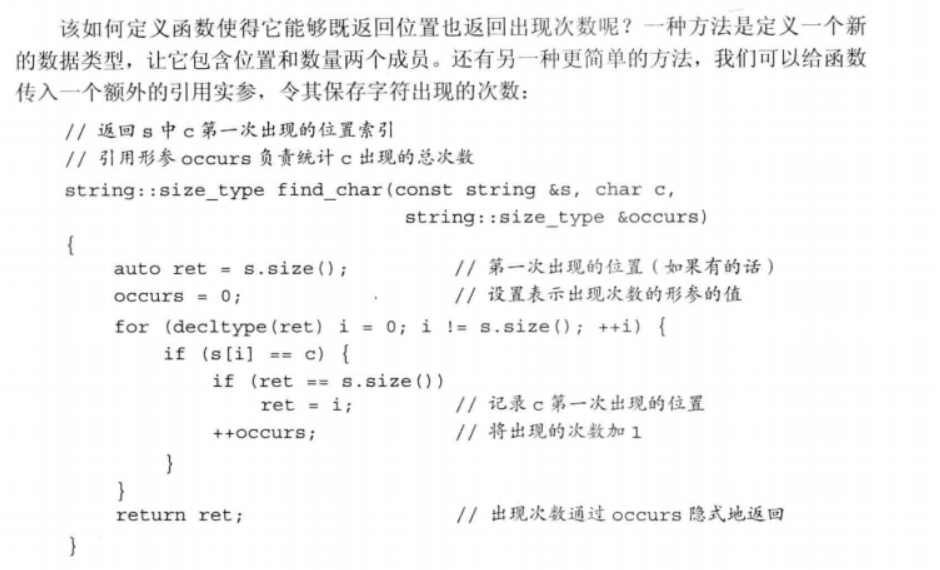 该如何定义函数使得它能够既返回位置也返回出现次数呢？一种方法是定义一个新
的数据类型，让它包含位置和数量两个成员。还有另一种更简单的方法，我们可以给函数
传入一个额外的引用实参，令其保存字符出现的次数：
// 返回 s 中 c 第一次出现的位置索引
// 引用形参 occurs 负责统计 c 出现的总次数
string::size_type find_char(const string &s, char c,
string::size_type &occurs)
{
auto ret = s.size(); // 第一次出现的位置（如果有的话）
occurs = 0; // 设置表示出现次数的形参的值
for (decltype(ret) i = 0; i != s.size(); ++i) {
if (s[i] == c) {
if (ret == s.size())
ret = i; // 记录 c 第一次出现的位置
++occurs; // 将出现的次数加 1
}
}
return ret; // 出现次数通过 occurs 隐式地返回
}